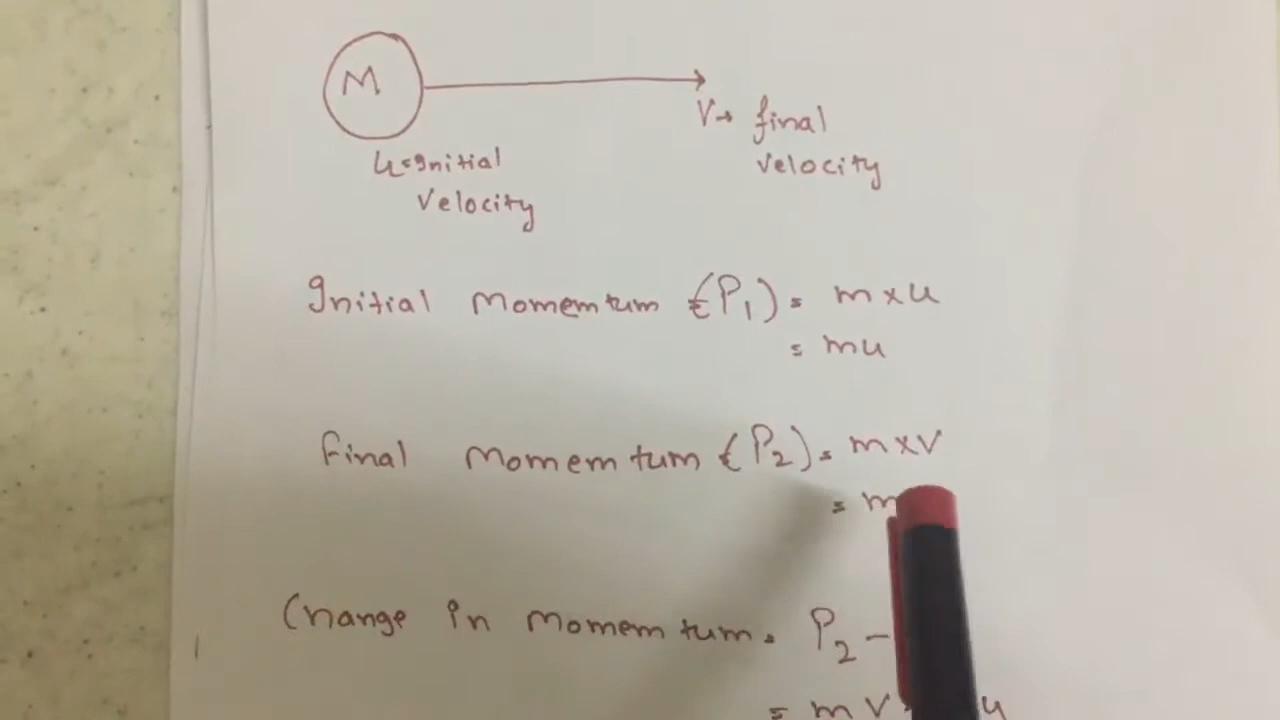 M
V→ final
velocity
u=Initial
Velocity
Initial Momentum (P1) = m×u
= mu
final Momentum (P2) = m×v
= m
Change in momentum = P2 -
= mv u